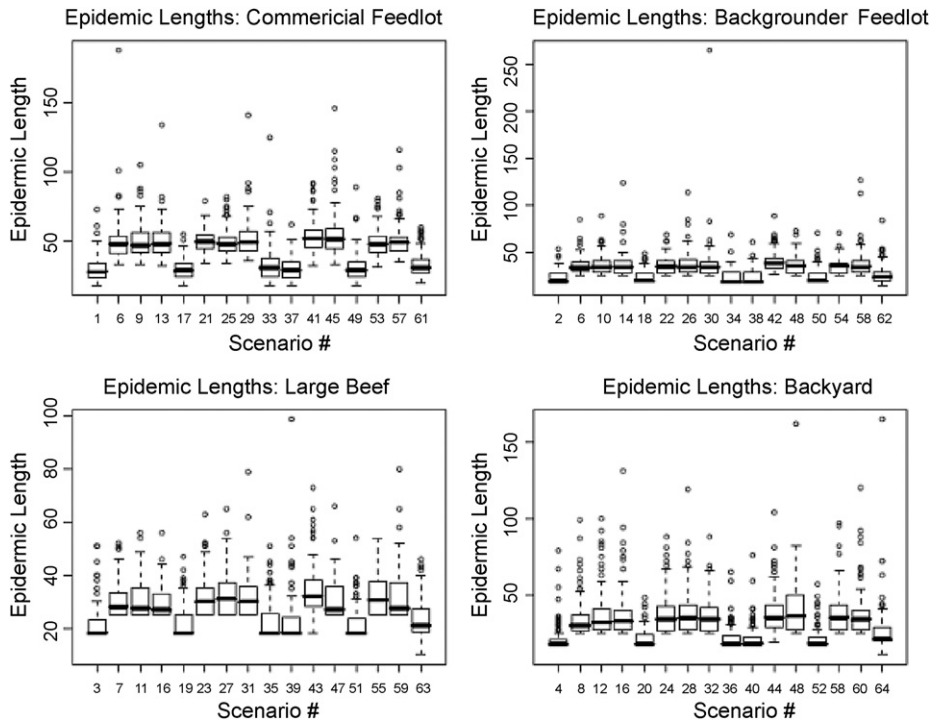 Epidemic Lengths: Commericial Feedlot
Epidermic Length
150
100
50
1 6 9 13 17 21 25 29 33 37 41 45 49 53 57 61
Scenario #
Epidemic Lengths: Backgrounder Feedlot
Epidermic Length
250
200
150
100
50
2 6 10 14 18 22 26 30 34 38 42 48 50 54 58 62
Scenario #
Epidemic Lengths: Large Beef
Epidermic Length
100
80
60
40
20
3 7 11 16 19 23 27 31 35 39 43 47 51 55 59 63
Scenario #
Epidemic Lengths: Backyard
Epidermic Length
150
100
50
4 8 12 16 20 24 28 32 36 40 44 48 52 58 60 64
Scenario #